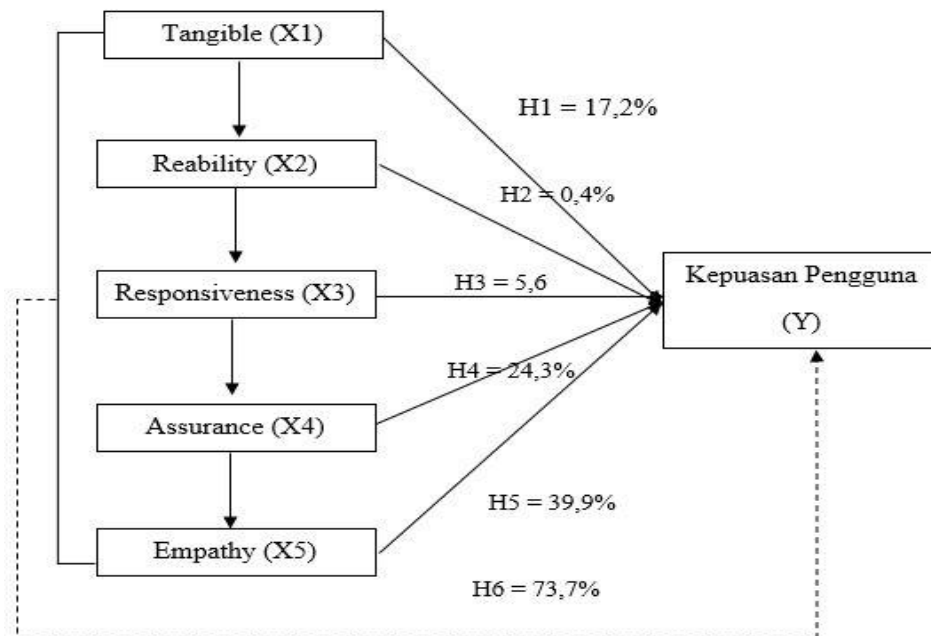 Tangible (X1)
H1 = 17,2%
Reability (X2)
H2 = 0,4%
Responsiveness (X3)
H3 = 5,6
Kepuasan Pengguna
(Y)
H4 = 24,3%
Assurance (X4)
H5 = 39,9%
Empathy (X5)
H6 = 73,7%